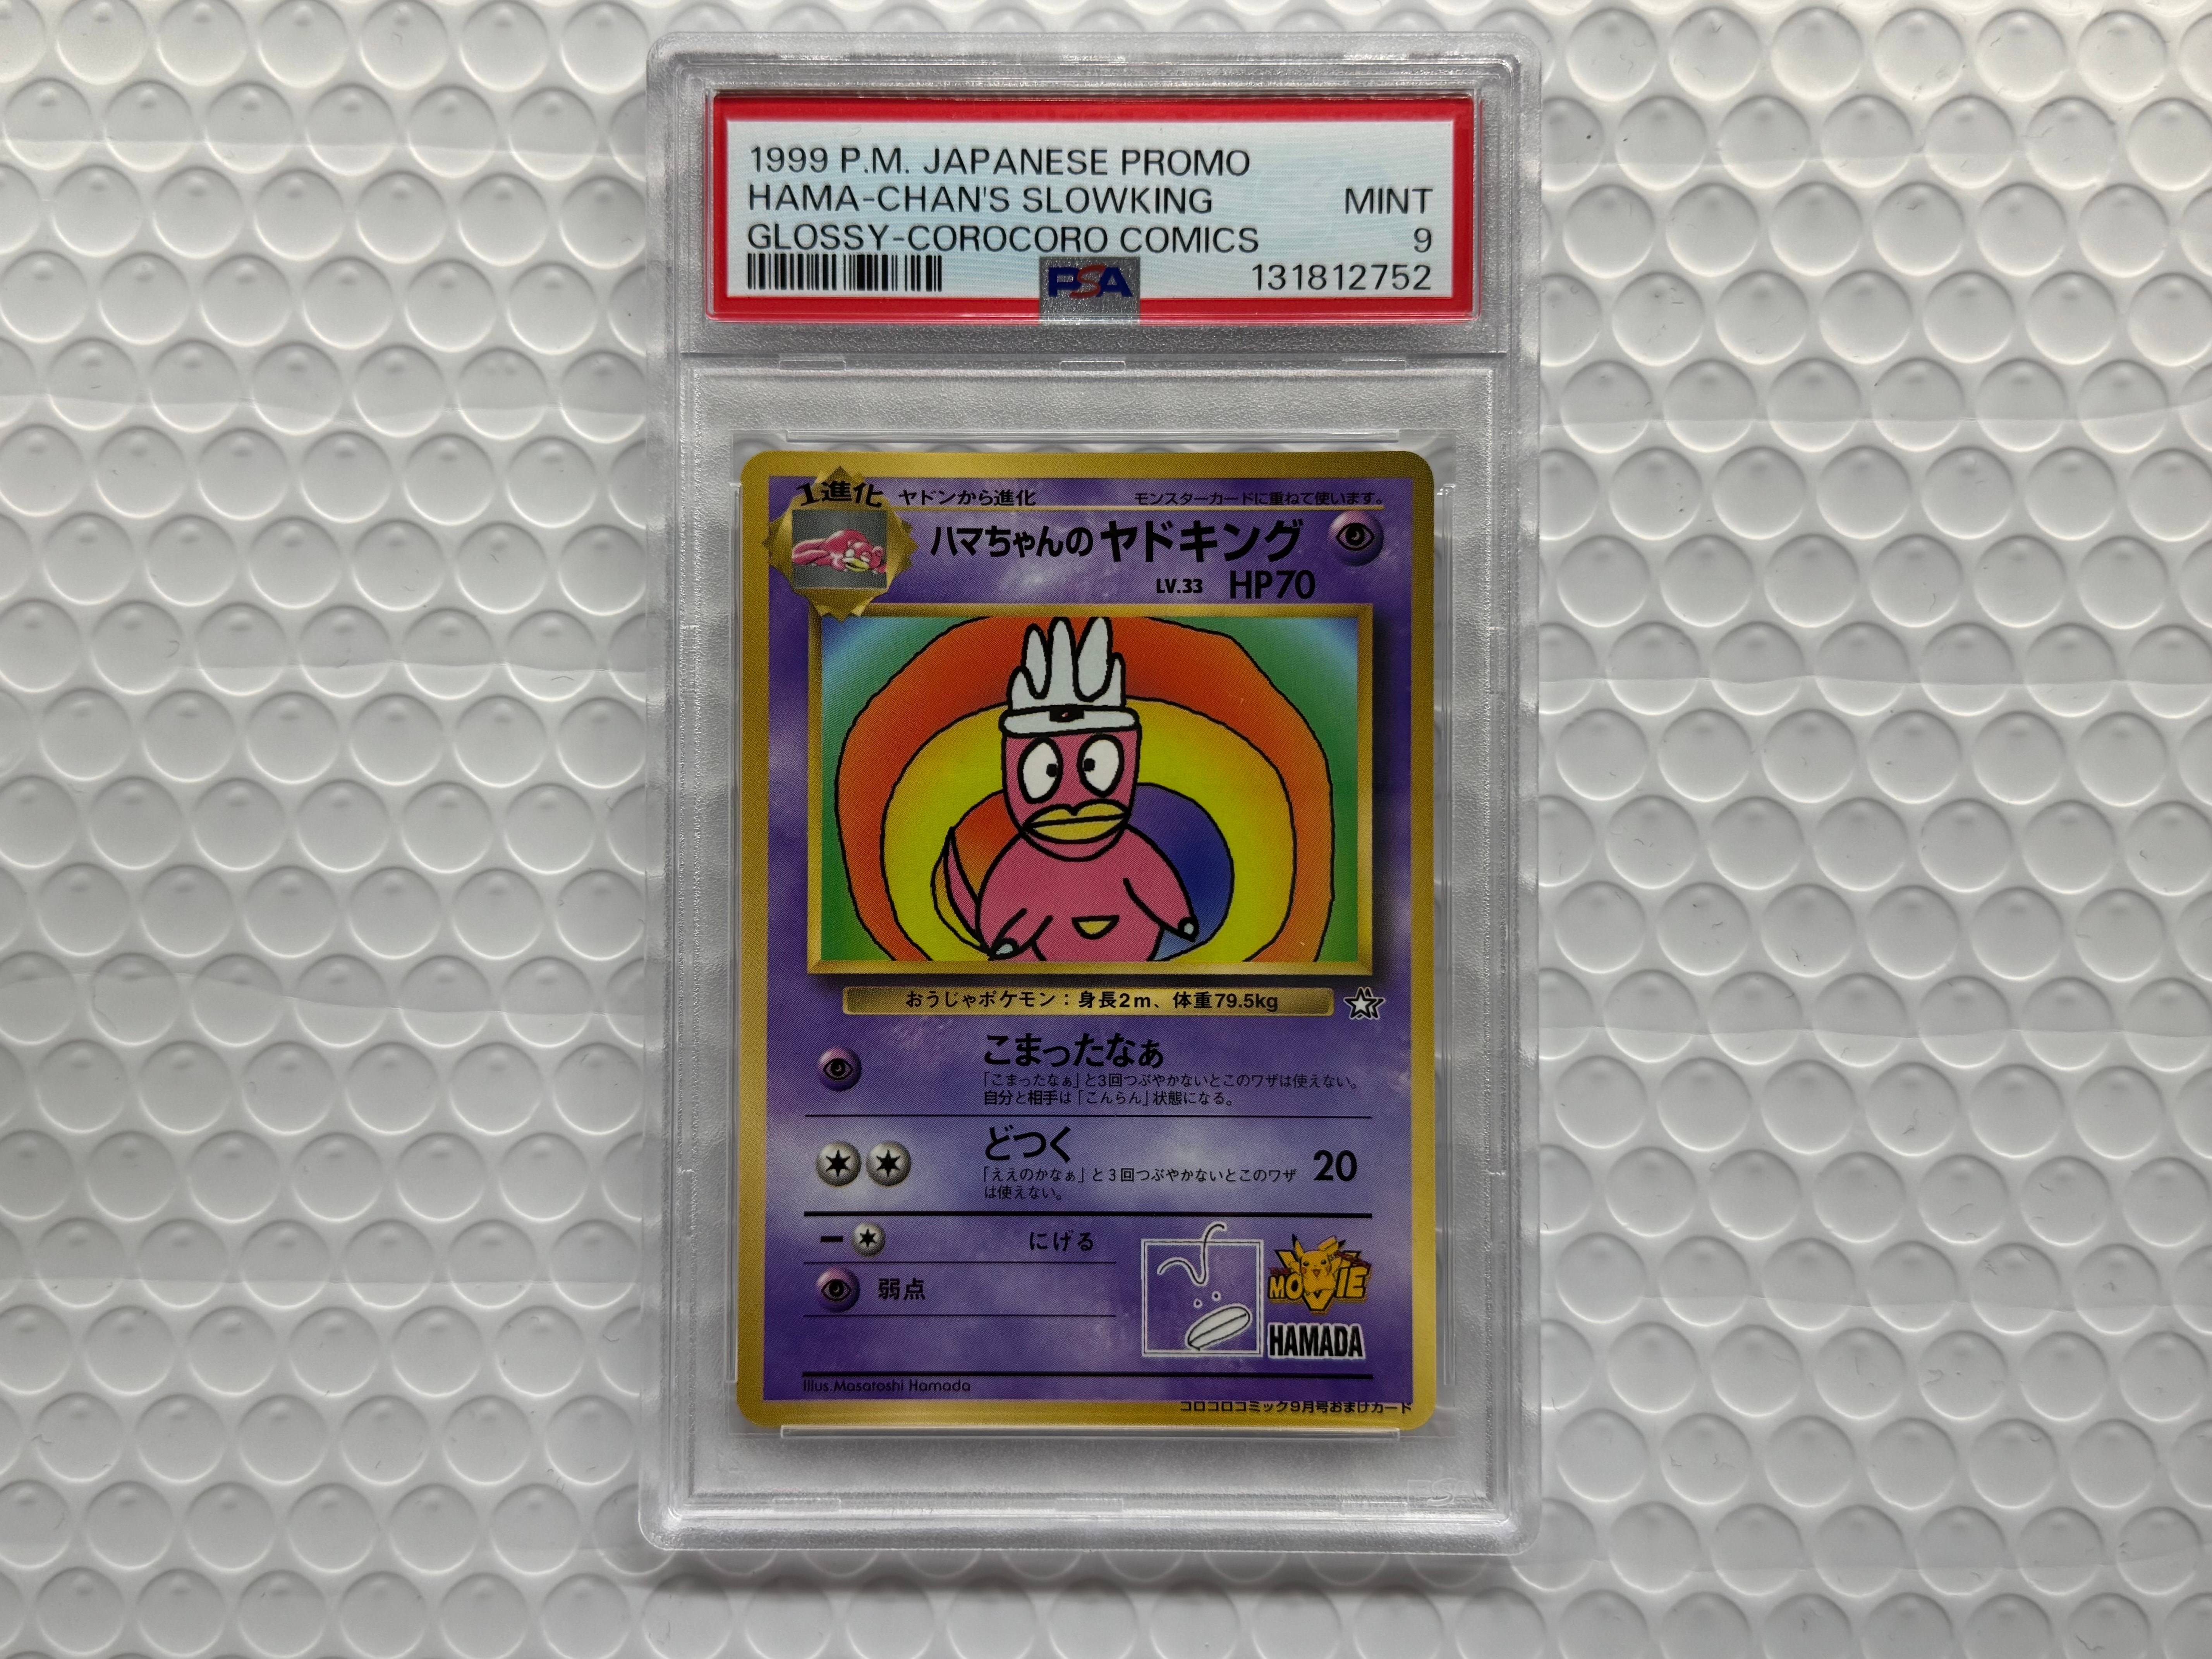 1999 P.M. JAPANESE PROMO
HAMA-CHAN'S SLOWKING MINT
GLOSSY-COROCORO COMICS 9
PSA 131812752
1進化 ヤドンから進化 モンスターカードに重ねて使います。
ハマちゃんのヤドキング
LV.33 HP70
おうじゃポケモン：身長2m、体重79.5kg
こまったなぁ
「こまったなぁ」と3回つぶやかないとこのワザは使えない。
自分と相手は「こんらん」状態になる。
どつく 20
「ええのかなぁ」と3回つぶやかないとこのワザ
は使えない。
にげる
弱点
MOVIE
HAMADA
Illus.Masatoshi Hamada
コロコロコミック9月号おまけカード